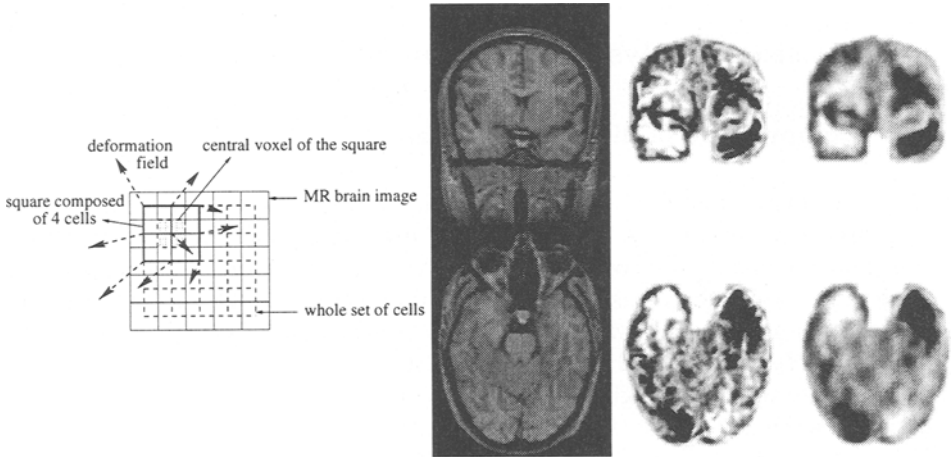 deformation
field
central voxel of the square
square composed
of 4 cells
MR brain image
whole set of cells